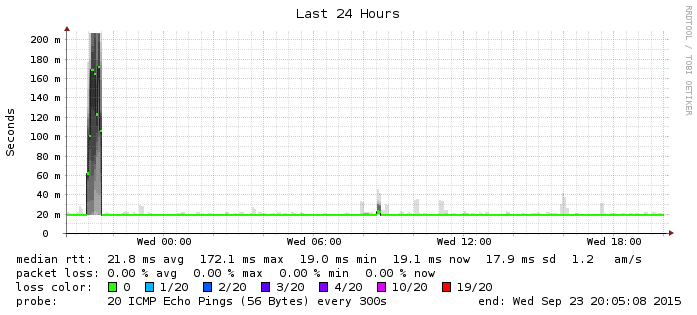 Last 24 Hours
RRDTOOL / TOBI OETIKER
Seconds
200 m
180 m
160 m
140 m
120 m
100 m
80 m
60 m
40 m
20 m
0
Wed 00:00 Wed 06:00 Wed 12:00 Wed 18:00
median rtt: 21.8 ms avg 172.1 ms max 19.0 ms min 19.1 ms now 17.9 ms sd 1.2 am/s
packet loss: 0.00 % avg 0.00 % max 0.00 % min 0.00 % now
loss color: 0 1/20 2/20 3/20 4/20 10/20 19/20
probe: 20 ICMP Echo Pings (56 Bytes) every 300s end: Wed Sep 23 20:05:08 2015